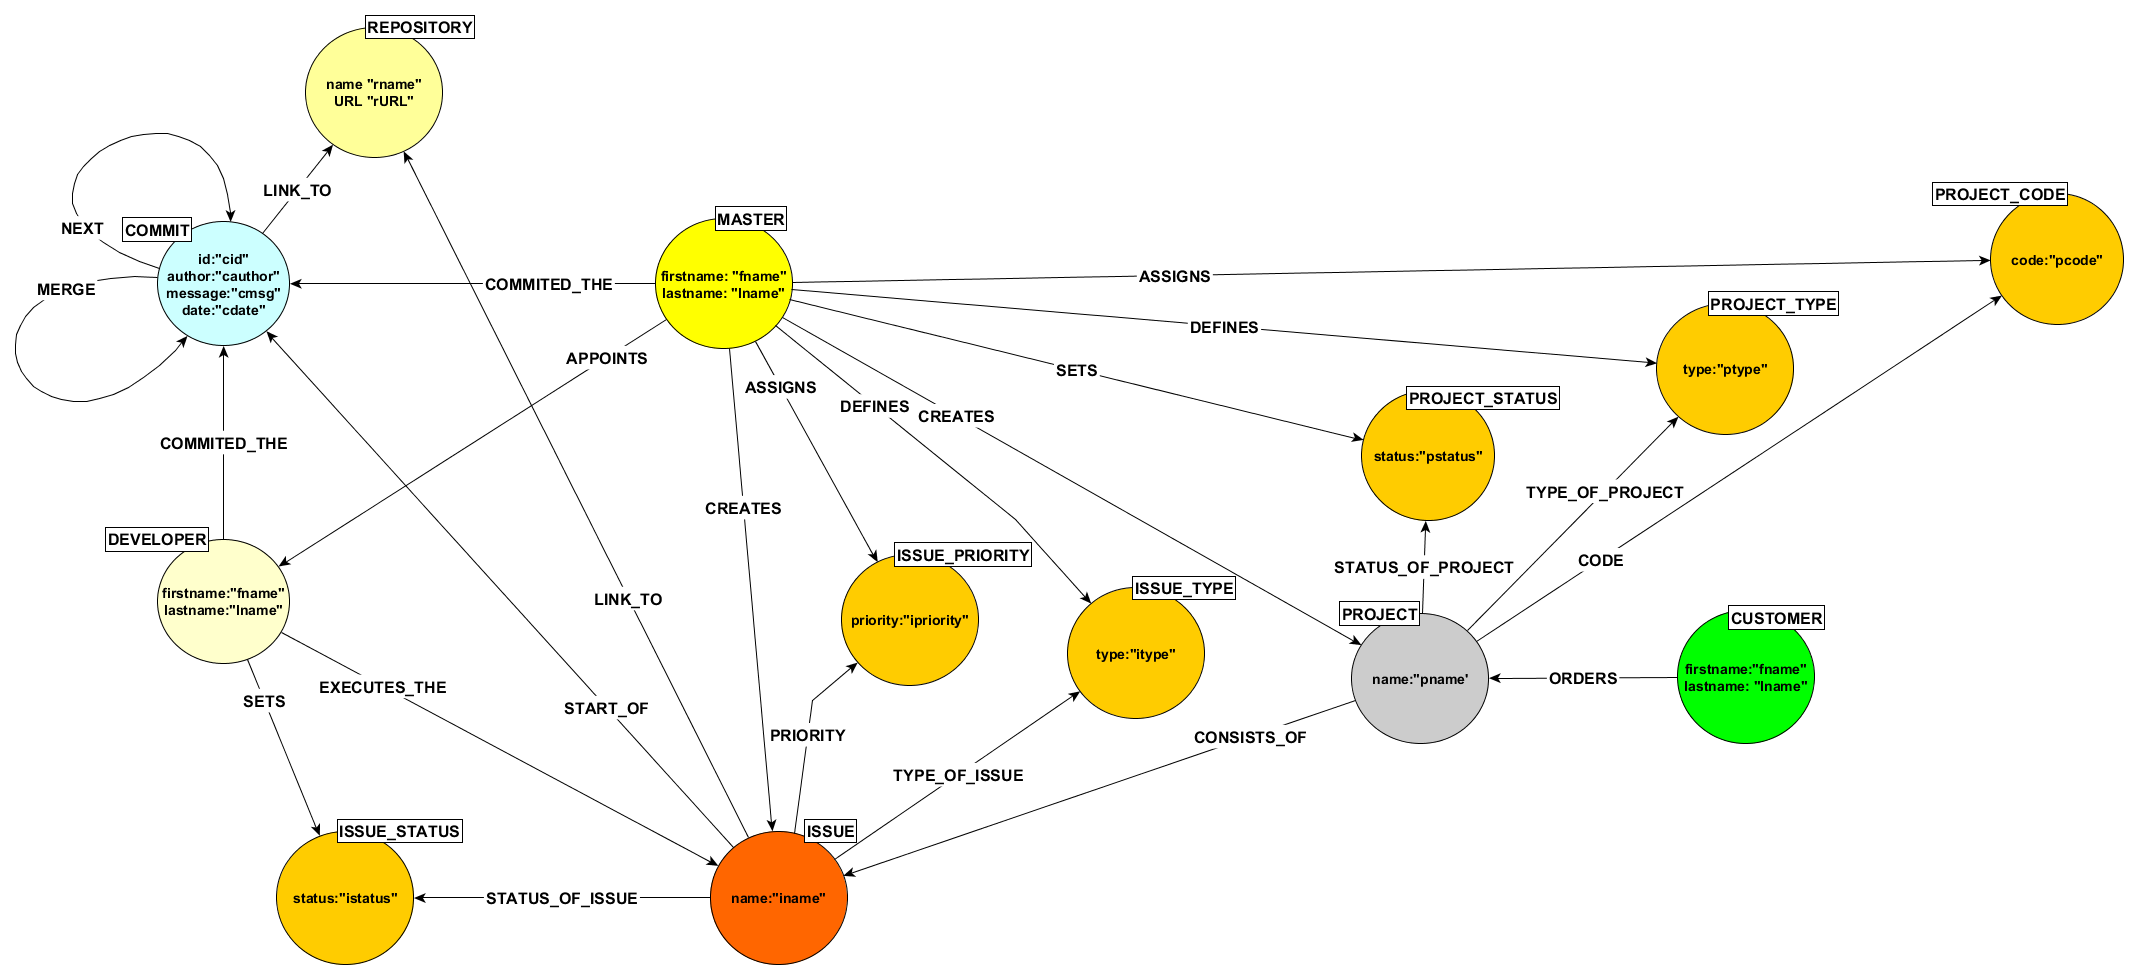 REPOSITORY
name "rname"
URL "rURL"
LINK_TO
NEXT
COMMIT
id:"cid"
author:"cauthor"
message:"cmsg"
date:"cdate"
MERGE
COMMITED_THE
MASTER
firstname: "fname"
lastname: "lname"
ASSIGNS
PROJECT_CODE
code:"pcode"
DEFINES
PROJECT_TYPE
type:"ptype"
SETS
PROJECT_STATUS
status:"pstatus"
APPOINTS
ASSIGNS
DEFINES
CREATES
COMMITED_THE
CREATES
TYPE_OF_PROJECT
DEVELOPER
firstname:"fname"
lastname:"lname"
LINK_TO
ISSUE_PRIORITY
priority:"ipriority"
ISSUE_TYPE
type:"itype"
STATUS_OF_PROJECT
CODE
PROJECT
name:"pname'
CUSTOMER
firstname:"fname"
lastname: "lname"
ORDERS
SETS
EXECUTES_THE
START_OF
PRIORITY
TYPE_OF_ISSUE
CONSISTS_OF
ISSUE_STATUS
status:"istatus"
STATUS_OF_ISSUE
ISSUE
name:"iname"